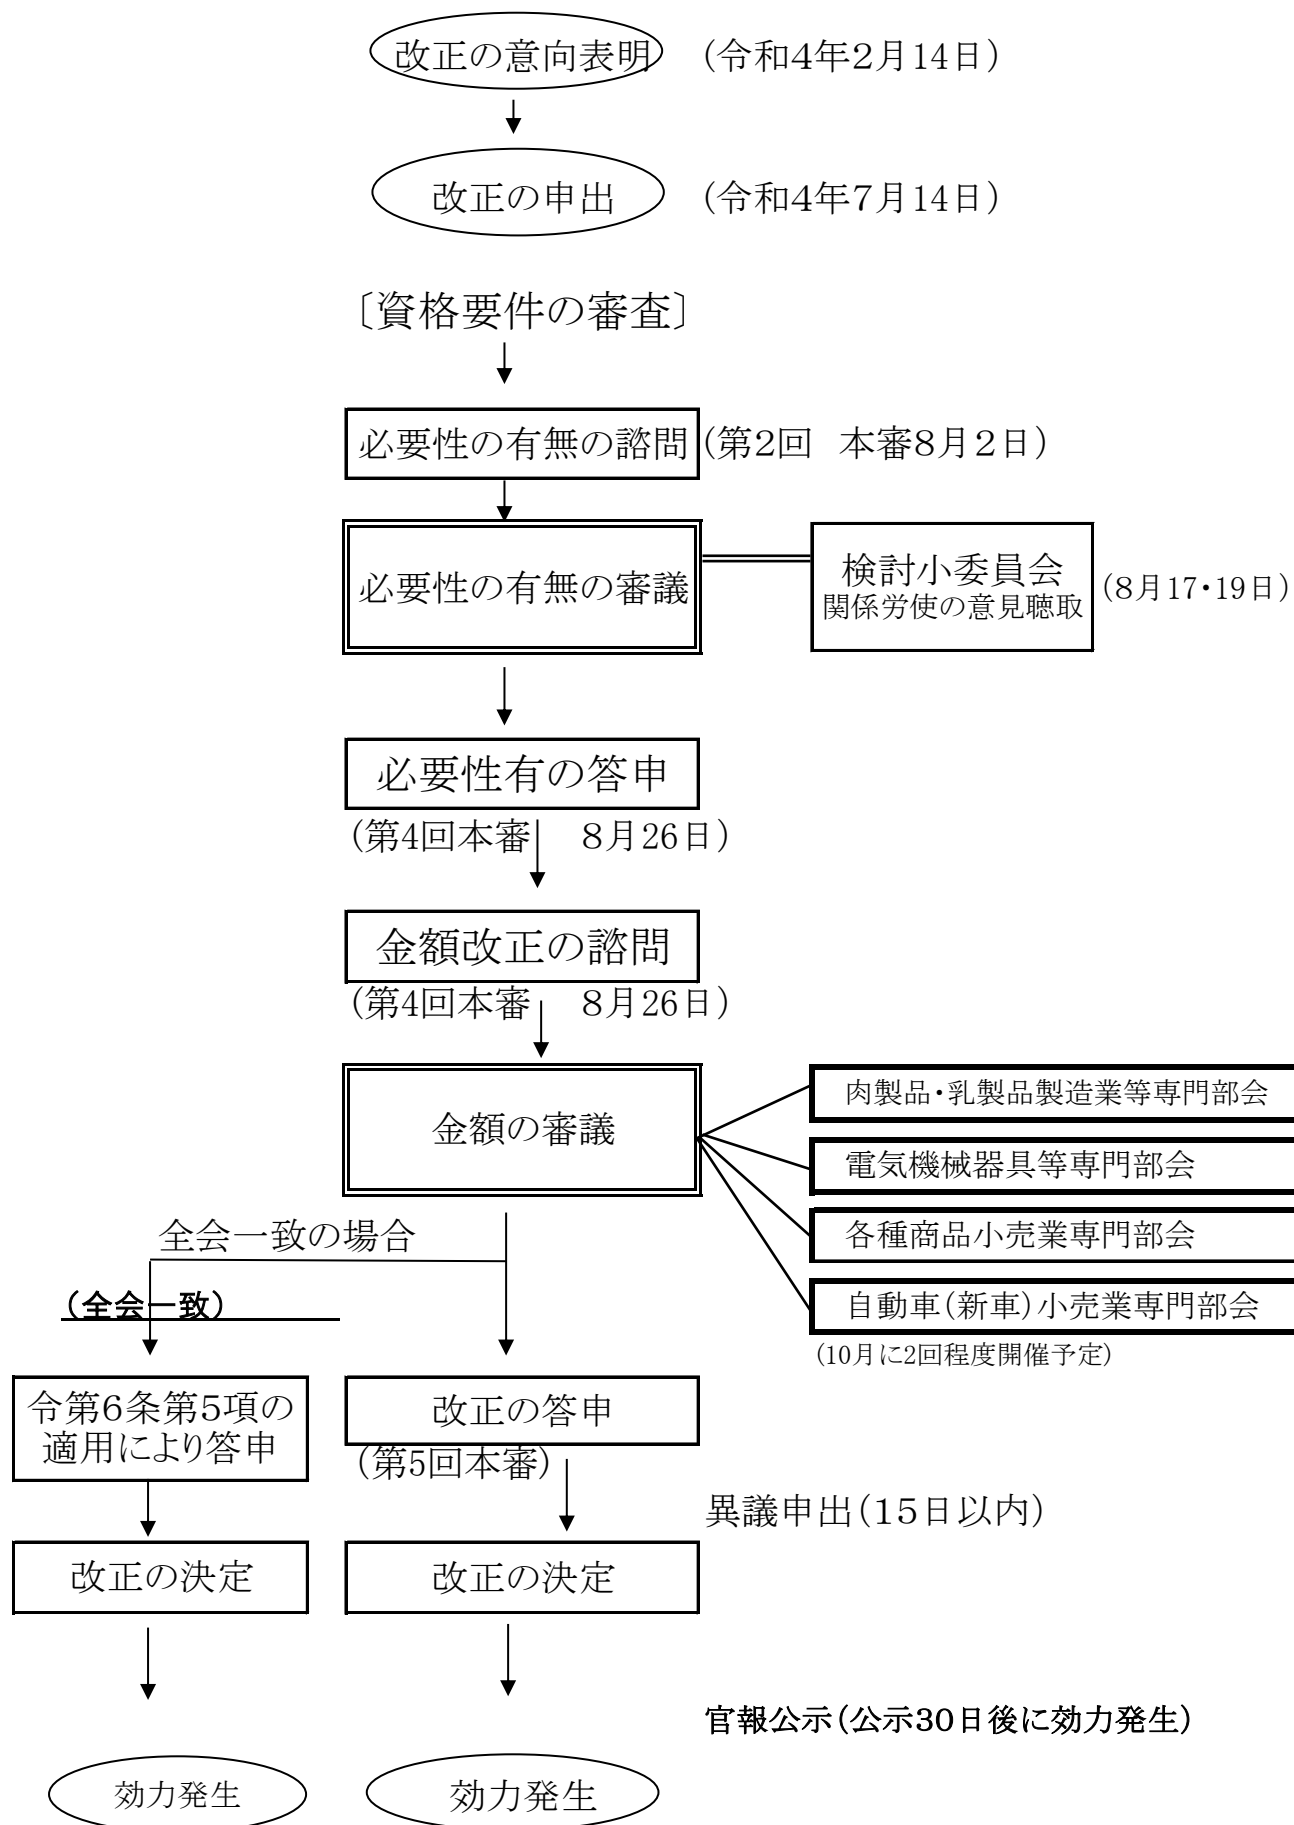 改正の意向表明 (令和4年2月14日)
改正の申出 (令和4年7月14日)
〔資格要件の審査〕
必要性の有無の諮問 (第2回 本審8月2日)
必要性の有無の審議
検討小委員会
関係労使の意見聴取
(8月17・19日)
必要性有の答申
(第4回本審 8月26日)
金額改正の諮問
(第4回本審 8月26日)
金額の審議
肉製品・乳製品製造業等専門部会
電気機械器具等専門部会
各種商品小売業専門部会
自動車(新車)小売業専門部会
(10月に2回程度開催予定)
全会一致の場合
(全会一致)
令第6条第5項の
適用により答申
改正の答申
(第5回本審)
異議申出(15日以内)
改正の決定
改正の決定
官報公示(公示30日後に効力発生)
効力発生
効力発生